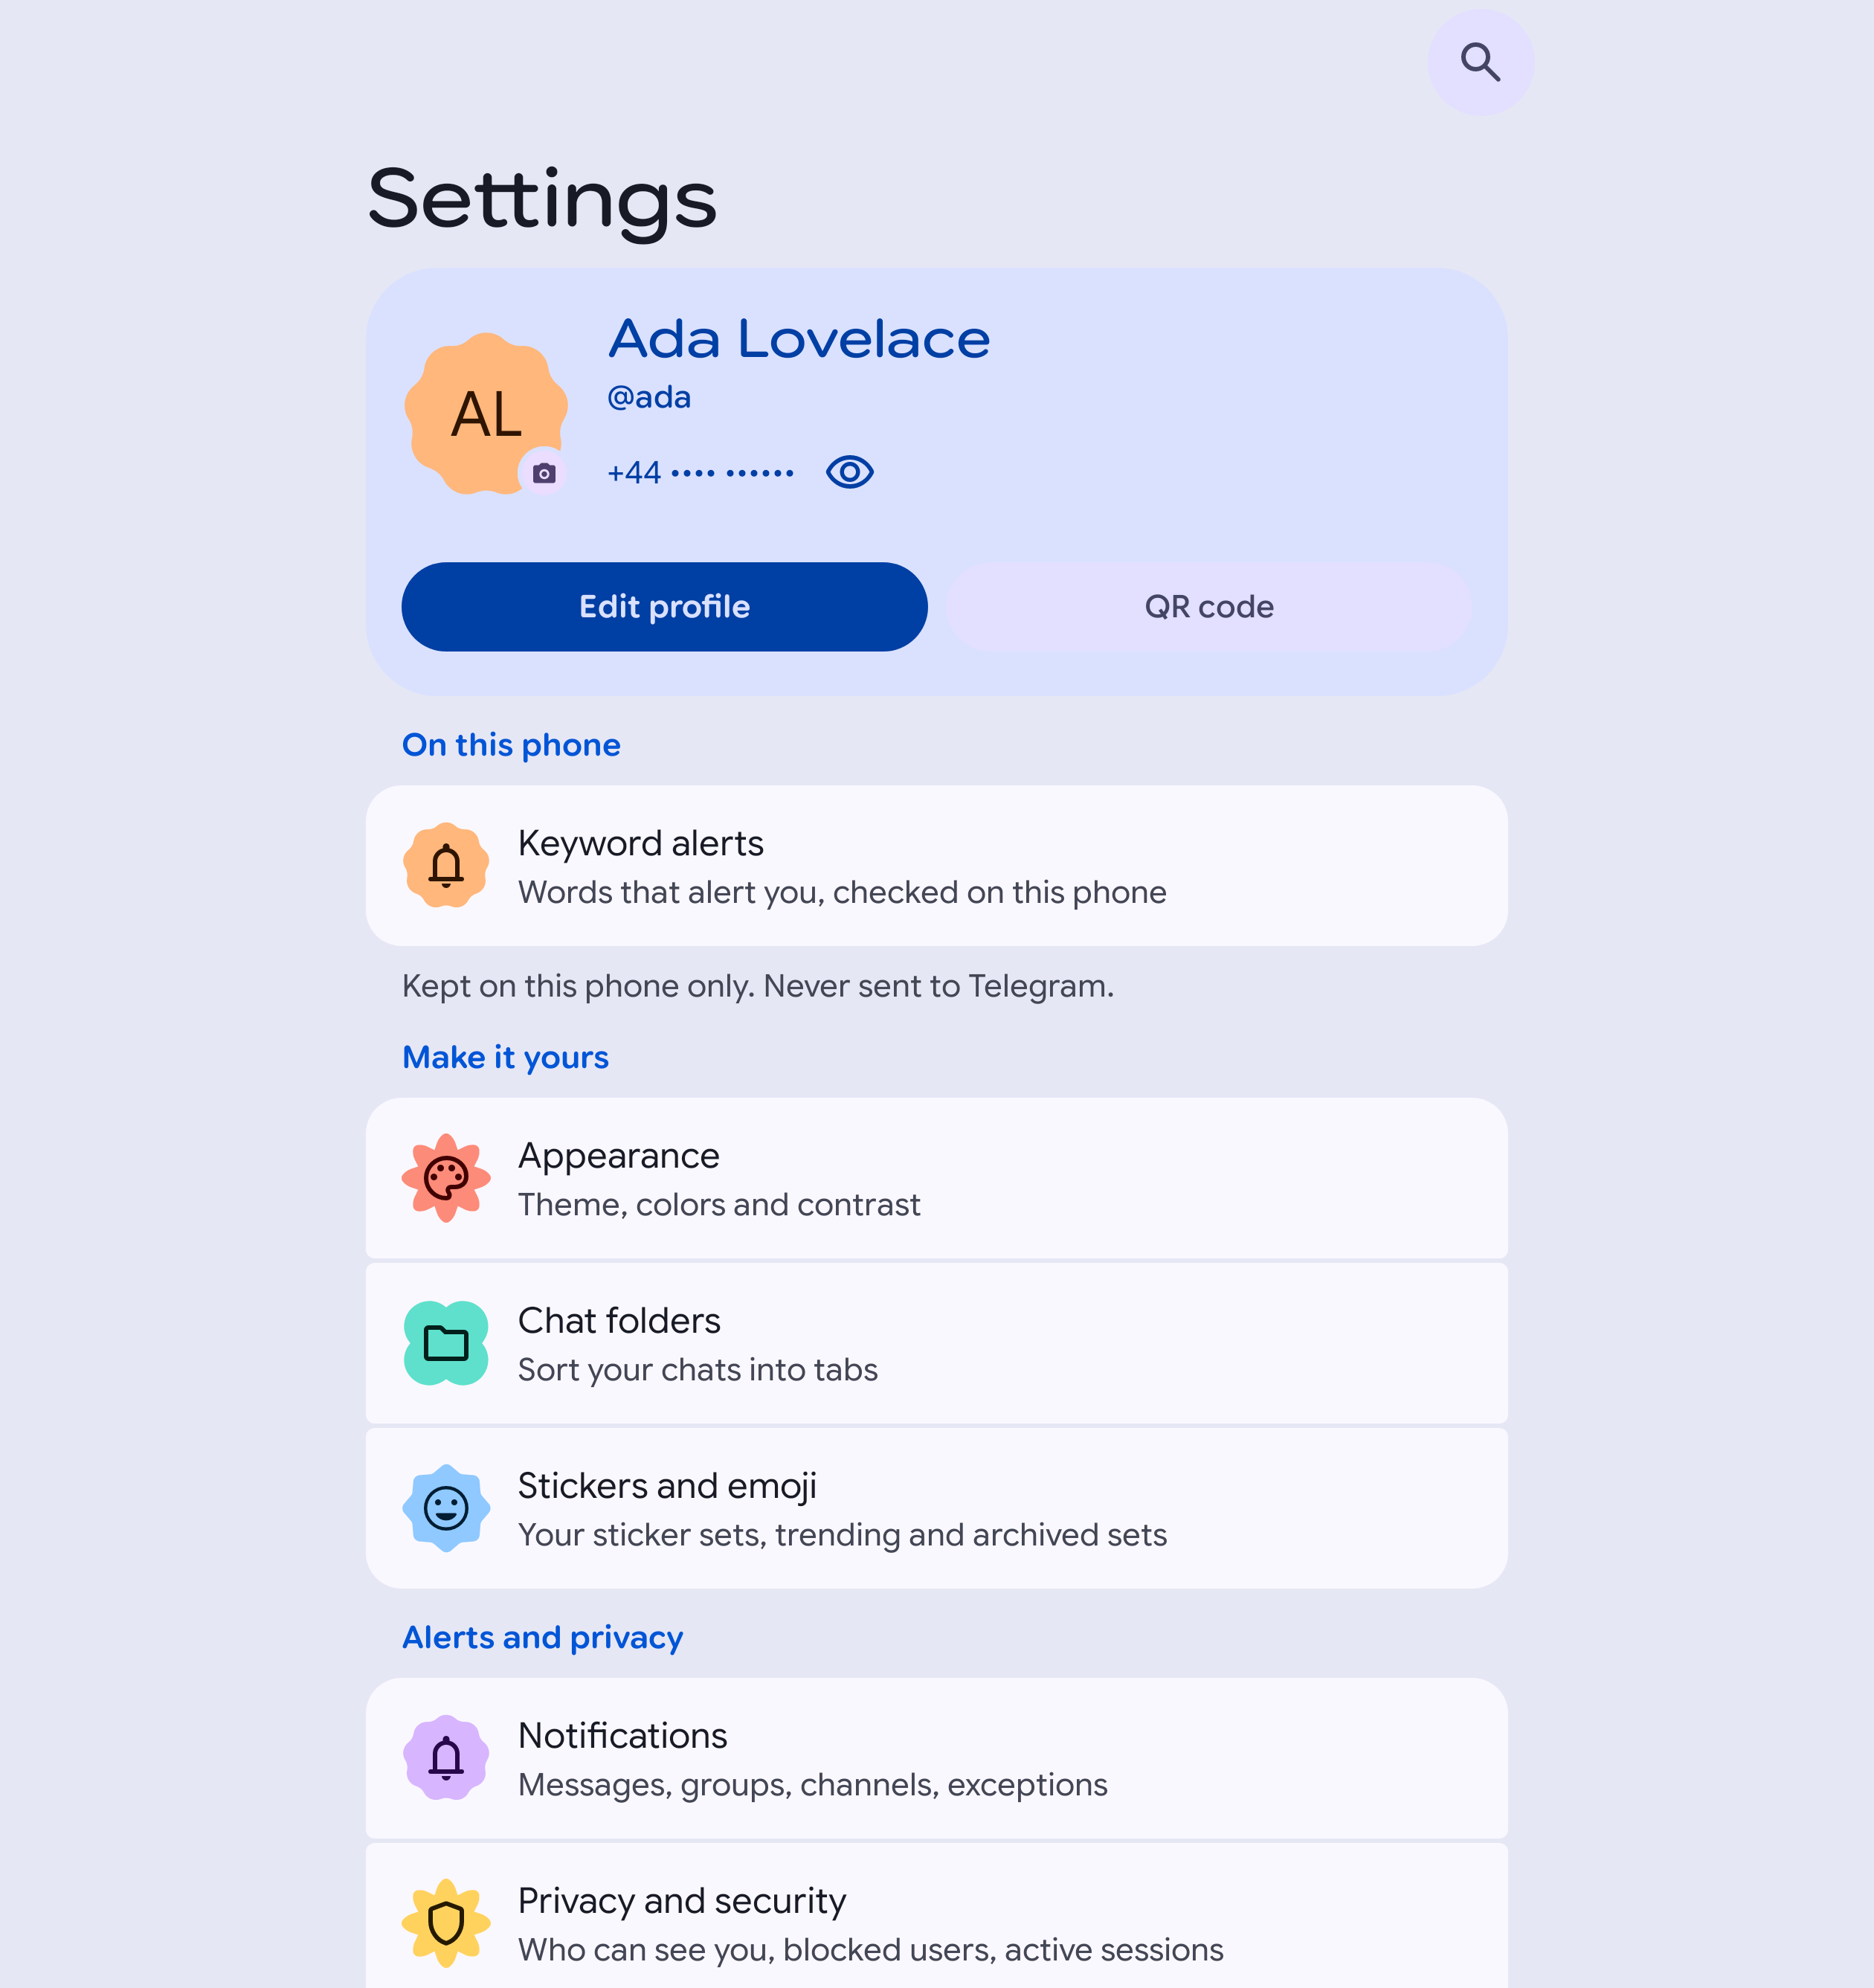 Settings
AL
Ada Lovelace
@ada
+44 •••• ••••••
Edit profile
QR code
On this phone
Keyword alerts
Words that alert you, checked on this phone
Kept on this phone only. Never sent to Telegram.
Make it yours
Appearance
Theme, colors and contrast
Chat folders
Sort your chats into tabs
Stickers and emoji
Your sticker sets, trending and archived sets
Alerts and privacy
Notifications
Messages, groups, channels, exceptions
Privacy and security
Who can see you, blocked users, active sessions